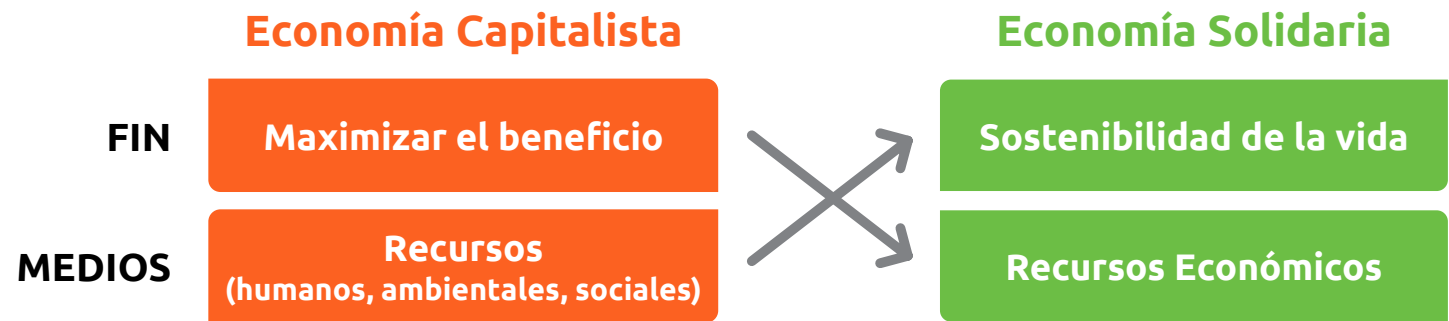 Economía Capitalista
Economía Solidaria
FIN
Maximizar el beneficio
Sostenibilidad de la vida
MEDIOS
Recursos
(humanos, ambientales, sociales)
Recursos Económicos